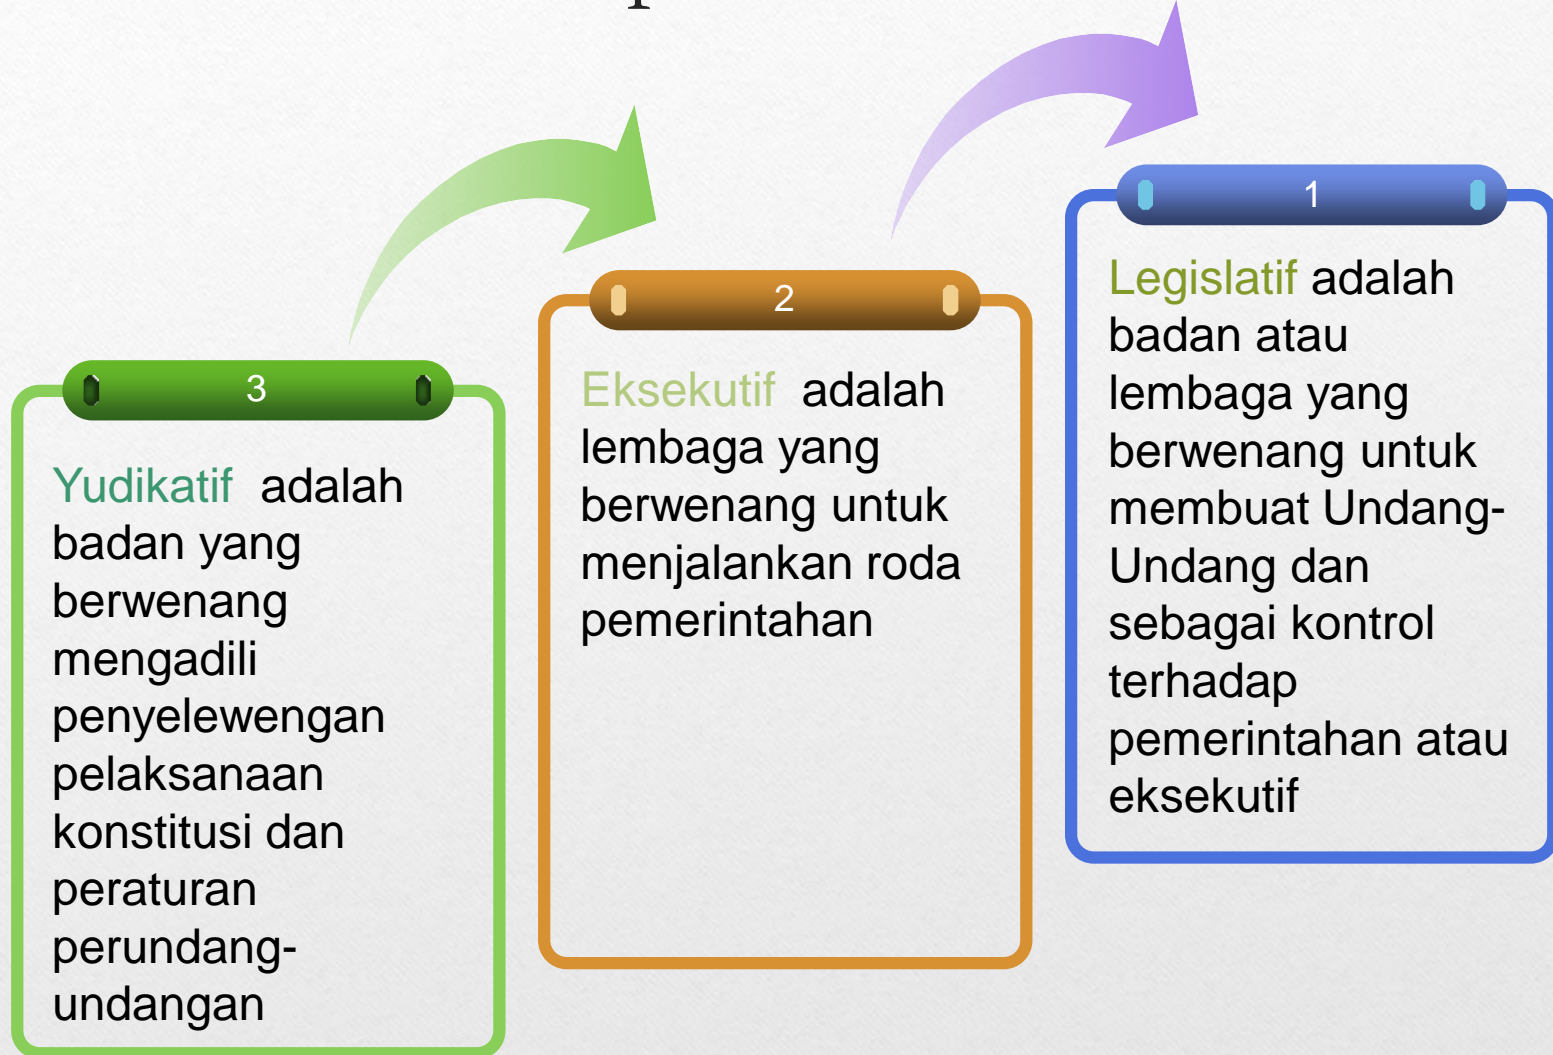 3
Yudikatif adalah
badan yang
berwenang
mengadili
penyelewengan
pelaksanaan
konstitusi dan
peraturan
perundang-
undangan
2
Eksekutif adalah
lembaga yang
berwenang untuk
menjalankan roda
pemerintahan
1
Legislatif adalah
badan atau
lembaga yang
berwenang untuk
membuat Undang-
Undang dan
sebagai kontrol
terhadap
pemerintahan atau
eksekutif